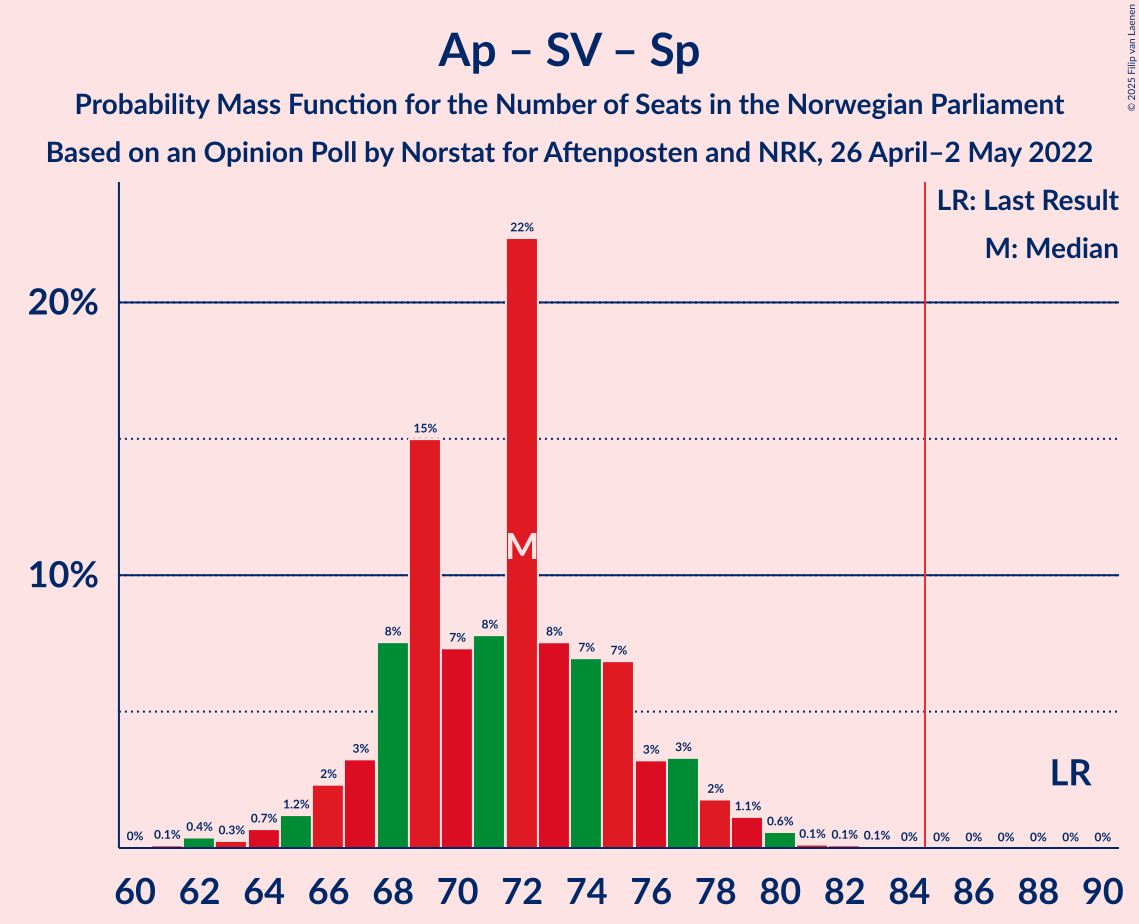 Ap – SV – Sp
Probability Mass Function for the Number of Seats in the Norwegian Parliament
Based on an Opinion Poll by Norstat for Aftenposten and NRK, 26 April–2 May 2022
© 2025 Filip van Laenen
LR: Last Result
M: Median
20%
10%
0% 0.1% 0.4% 0.3% 0.7% 1.2% 2% 3% 8% 15% 7% 8% 22% 8% 7% 7% 3% 3% 2% 1.1% 0.6% 0.1% 0.1% 0.1% 0% 0% 0% 0% 0% 0% 0%
M
LR
60 62 64 66 68 70 72 74 76 78 80 82 84 86 88 90